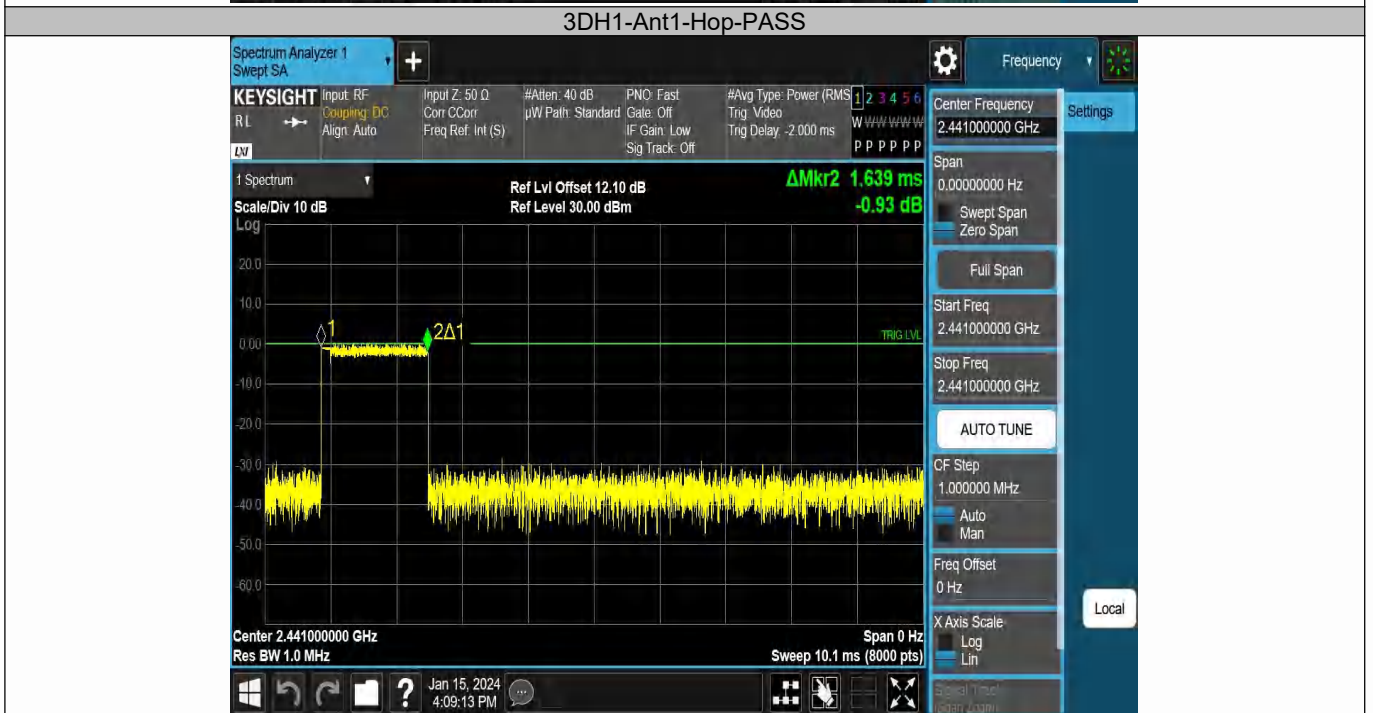 3DH1-Ant1-Hop-PASS
Spectrum Analyzer 1
Swept SA
+
Frequency
KEYSIGHT
RL
LXI
Input: RF
Coupling: DC
Align: Auto
Input Z: 50 Ω
Corr CCorr
Freq Ref: Int (S)
#Atten: 40 dB
µW Path: Standard
PNO: Fast
Gate: Off
IF Gain: Low
Sig Track: Off
#Avg Type: Power (RMS
Trig: Video
Trig Delay: -2.000 ms
1 2 3 4 5 6
W W W W W W
P P P P P P
1 Spectrum
Scale/Div 10 dB
Log
Ref Lvl Offset 12.10 dB
Ref Level 30.00 dBm
ΔMkr2 1.639 ms
-0.93 dB
20.0
10.0
0.00
-10.0
-20.0
-30.0
-40.0
-50.0
-60.0
1
2Δ1
TRIG LVL
Center 2.441000000 GHz
Res BW 1.0 MHz
Span 0 Hz
Sweep 10.1 ms (8000 pts)
Center Frequency
2.441000000 GHz
Settings
Span
0.00000000 Hz
Swept Span
Zero Span
Full Span
Start Freq
2.441000000 GHz
Stop Freq
2.441000000 GHz
AUTO TUNE
CF Step
1.000000 MHz
Auto
Man
Freq Offset
0 Hz
X Axis Scale
Log
Lin
Signal Track
(Span Zoom)
Local
?
Jan 15, 2024
4:09:13 PM